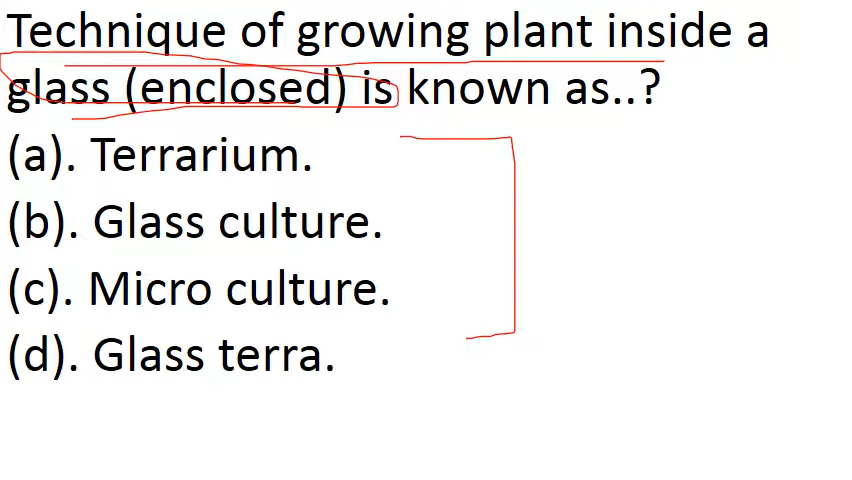 Technique of growing plant inside a
glass (enclosed) is known as..?
(a). Terrarium.
(b). Glass culture.
(c). Micro culture.
(d). Glass terra.